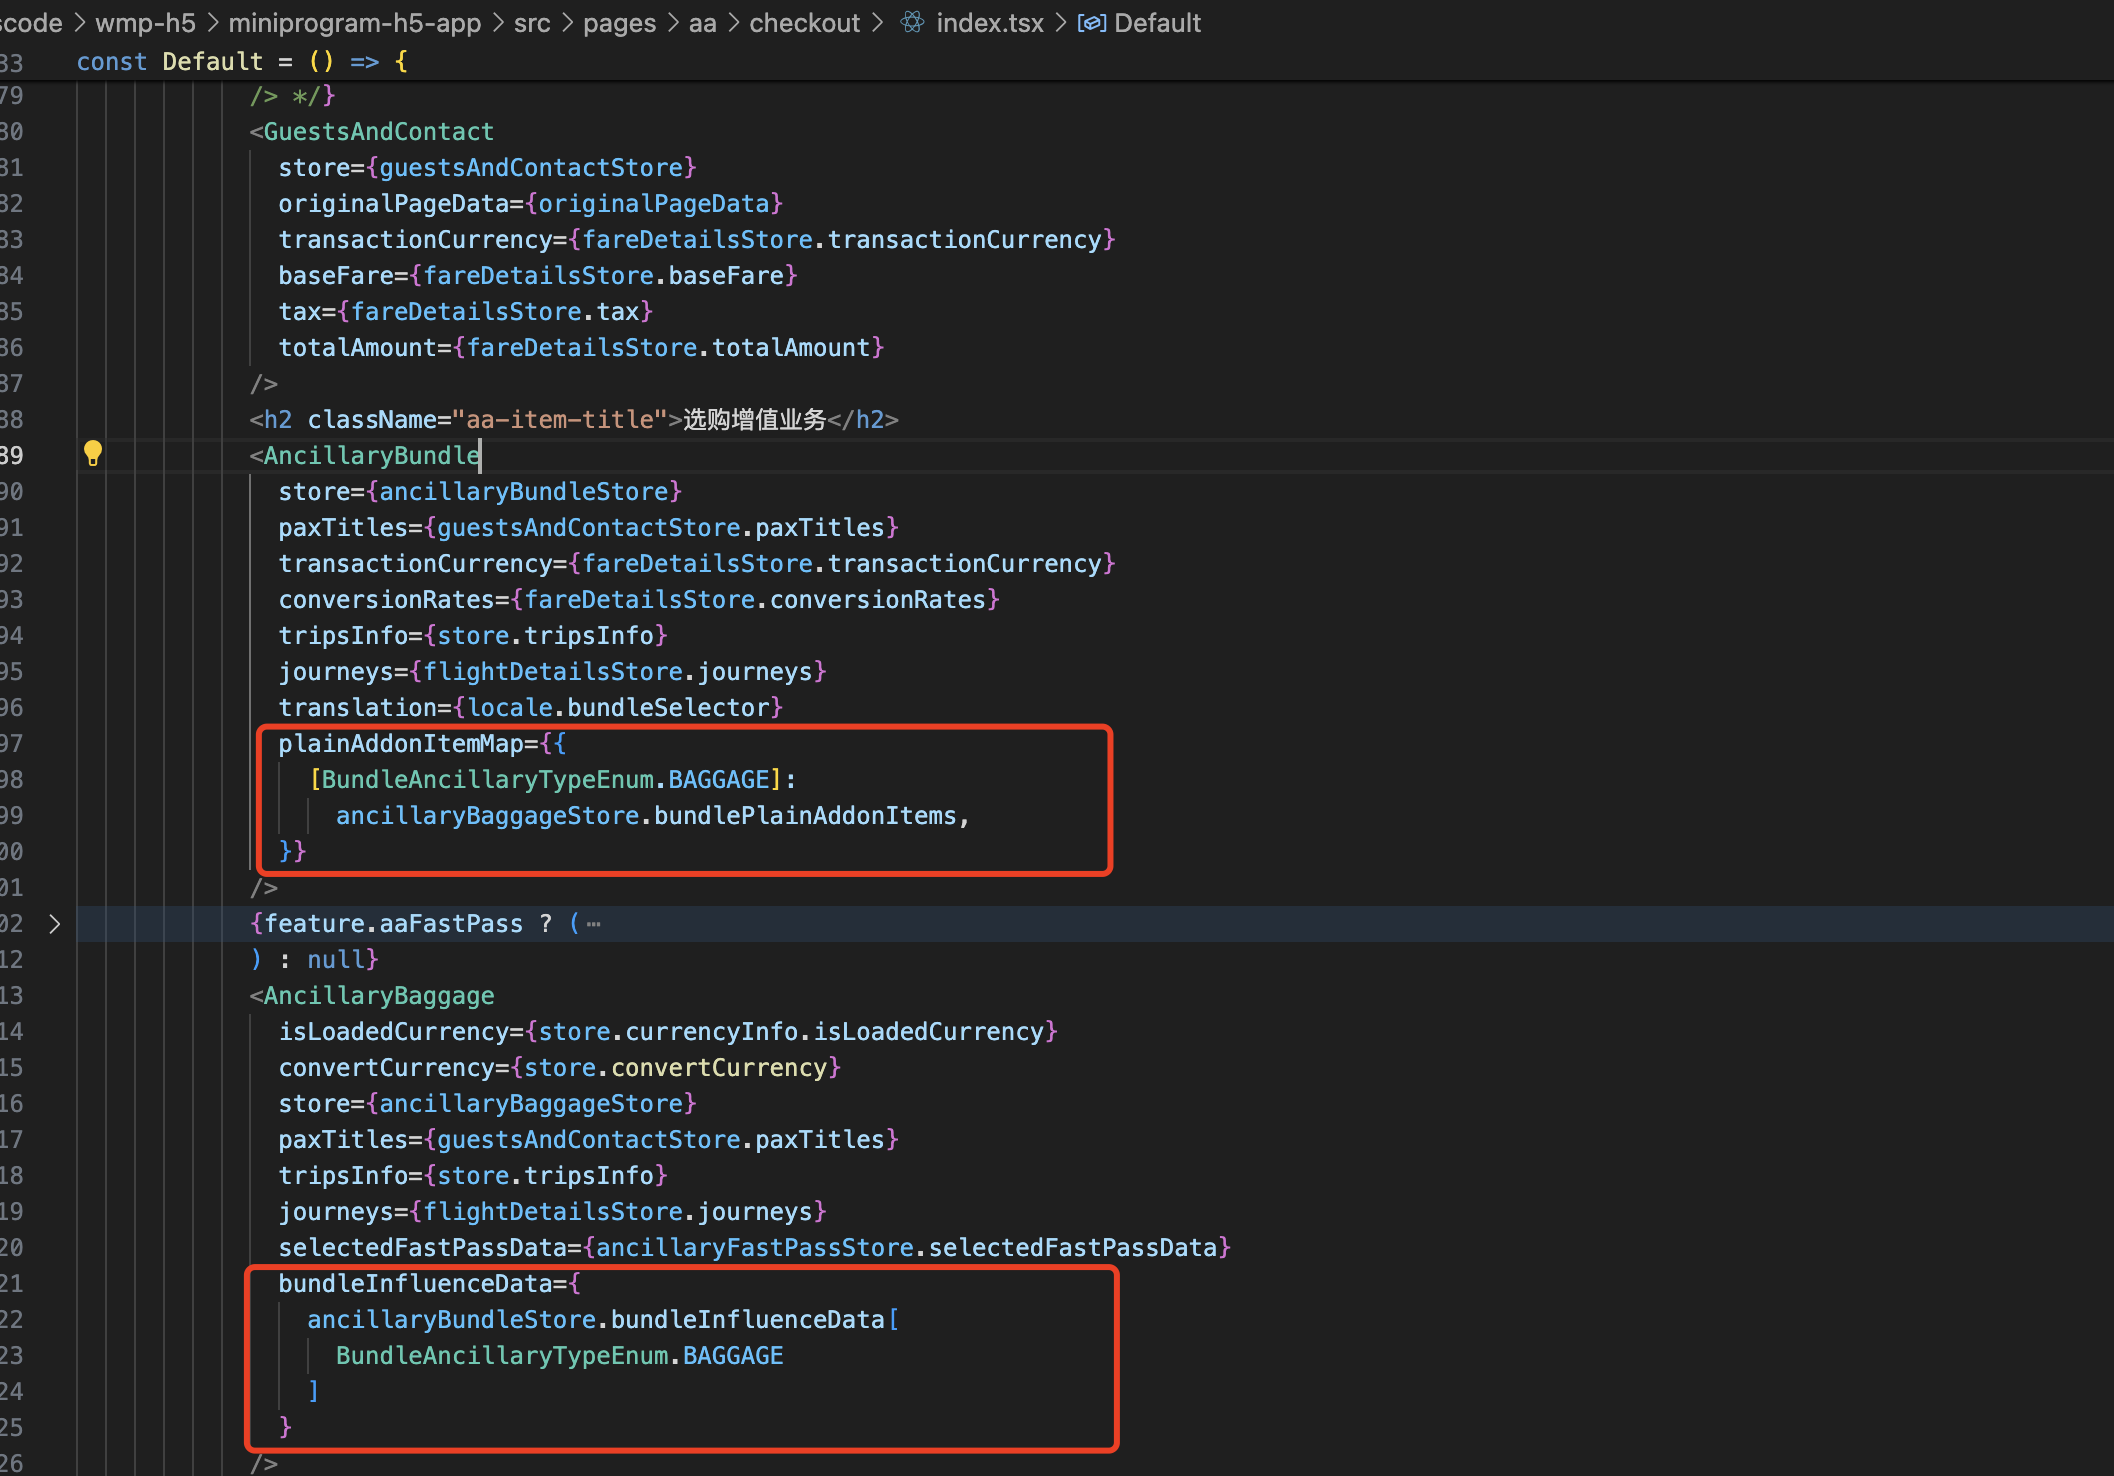 scode > wmp-h5 > miniprogram-h5-app > src > pages > aa > checkout > index.tsx > Default
33 const Default = () => {
79 /> */}
80 <GuestsAndContact
81 store={guestsAndContactStore}
82 originalPageData={originalPageData}
83 transactionCurrency={fareDetailsStore.transactionCurrency}
84 baseFare={fareDetailsStore.baseFare}
85 tax={fareDetailsStore.tax}
86 totalAmount={fareDetailsStore.totalAmount}
87 />
88 <h2 className="aa-item-title">选购增值业务</h2>
89 <AncillaryBundle
90 store={ancillaryBundleStore}
91 paxTitles={guestsAndContactStore.paxTitles}
92 transactionCurrency={fareDetailsStore.transactionCurrency}
93 conversionRates={fareDetailsStore.conversionRates}
94 tripsInfo={store.tripsInfo}
95 journeys={flightDetailsStore.journeys}
96 translation={locale.bundleSelector}
97 plainAddonItemMap={{
98 [BundleAncillaryTypeEnum.BAGGAGE]:
99 ancillaryBaggageStore.bundlePlainAddonItems,
00 }}
01 />
02 > {feature.aaFastPass ? ( ⋯
12 ) : null}
13 <AncillaryBaggage
14 isLoadedCurrency={store.currencyInfo.isLoadedCurrency}
15 convertCurrency={store.convertCurrency}
16 store={ancillaryBaggageStore}
17 paxTitles={guestsAndContactStore.paxTitles}
18 tripsInfo={store.tripsInfo}
19 journeys={flightDetailsStore.journeys}
20 selectedFastPassData={ancillaryFastPassStore.selectedFastPassData}
21 bundleInfluenceData={
22 ancillaryBundleStore.bundleInfluenceData[
23 BundleAncillaryTypeEnum.BAGGAGE
24 ]
25 }
26 />